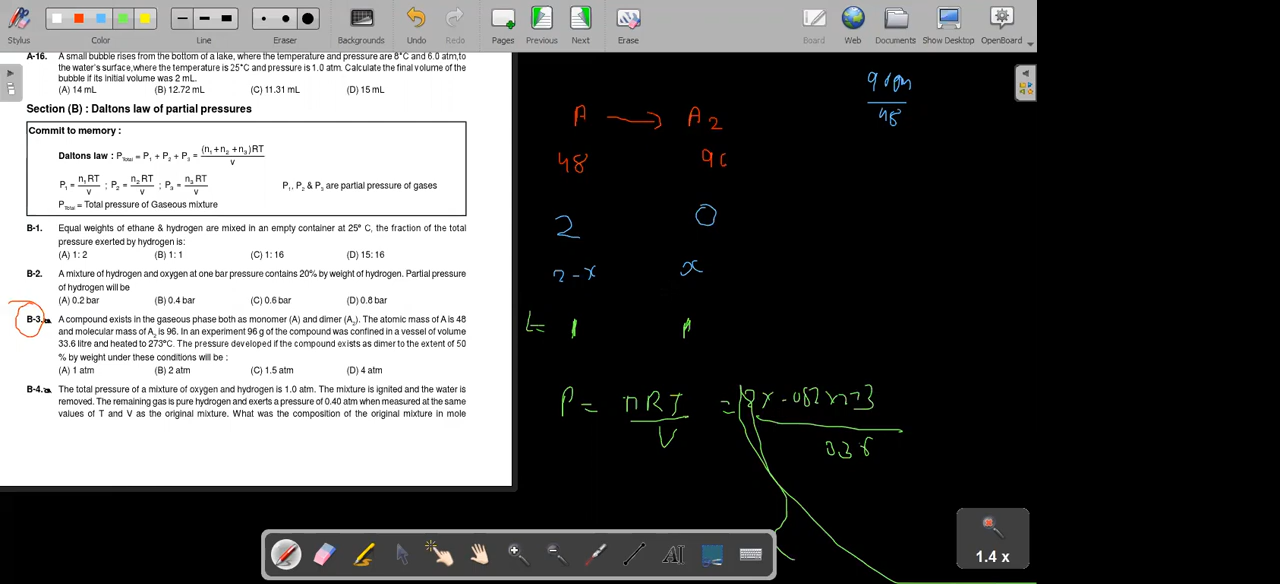 Stylus
Color
Line
Eraser
Backgrounds
Undo
Redo
Pages
Previous
Next
Erase
Board
Web
Documents
Show Desktop
OpenBoard
A-16. A small bubble rises from the bottom of a lake, where the temperature and pressure are 8°C and 6.0 atm,to
the water's surface,where the temperature is 25°C and pressure is 1.0 atm. Calculate the final volume of the
bubble if its initial volume was 2 mL.
(A) 14 mL (B) 12.72 mL (C) 11.31 mL (D) 15 mL
Section (B) : Daltons law of partial pressures
Commit to memory :
Daltons law : P_Total = P₁ + P₂ + P₃ = (n₁ + n₂ + n₃)RT / v
P₁ = n₁RT / v ; P₂ = n₂RT / v ; P₃ = n₃RT / v P₁, P₂ & P₃ are partial pressure of gases
P_Total = Total pressure of Gaseous mixture
B-1. Equal weights of ethane & hydrogen are mixed in an empty container at 25° C, the fraction of the total
pressure exerted by hydrogen is:
(A) 1: 2 (B) 1: 1 (C) 1: 16 (D) 15: 16
B-2. A mixture of hydrogen and oxygen at one bar pressure contains 20% by weight of hydrogen. Partial pressure
of hydrogen will be
(A) 0.2 bar (B) 0.4 bar (C) 0.6 bar (D) 0.8 bar
B-3. A compound exists in the gaseous phase both as monomer (A) and dimer (A₂). The atomic mass of A is 48
and molecular mass of A₂ is 96. In an experiment 96 g of the compound was confined in a vessel of volume
33.6 litre and heated to 273°C. The pressure developed if the compound exists as dimer to the extent of 50
% by weight under these conditions will be :
(A) 1 atm (B) 2 atm (C) 1.5 atm (D) 4 atm
B-4. The total pressure of a mixture of oxygen and hydrogen is 1.0 atm. The mixture is ignited and the water is
removed. The remaining gas is pure hydrogen and exerts a pressure of 0.40 atm when measured at the same
values of T and V as the original mixture. What was the composition of the original mixture in mole
A → A₂
48
2 0
2-x x
P = nRT / V =
48
1.4 x